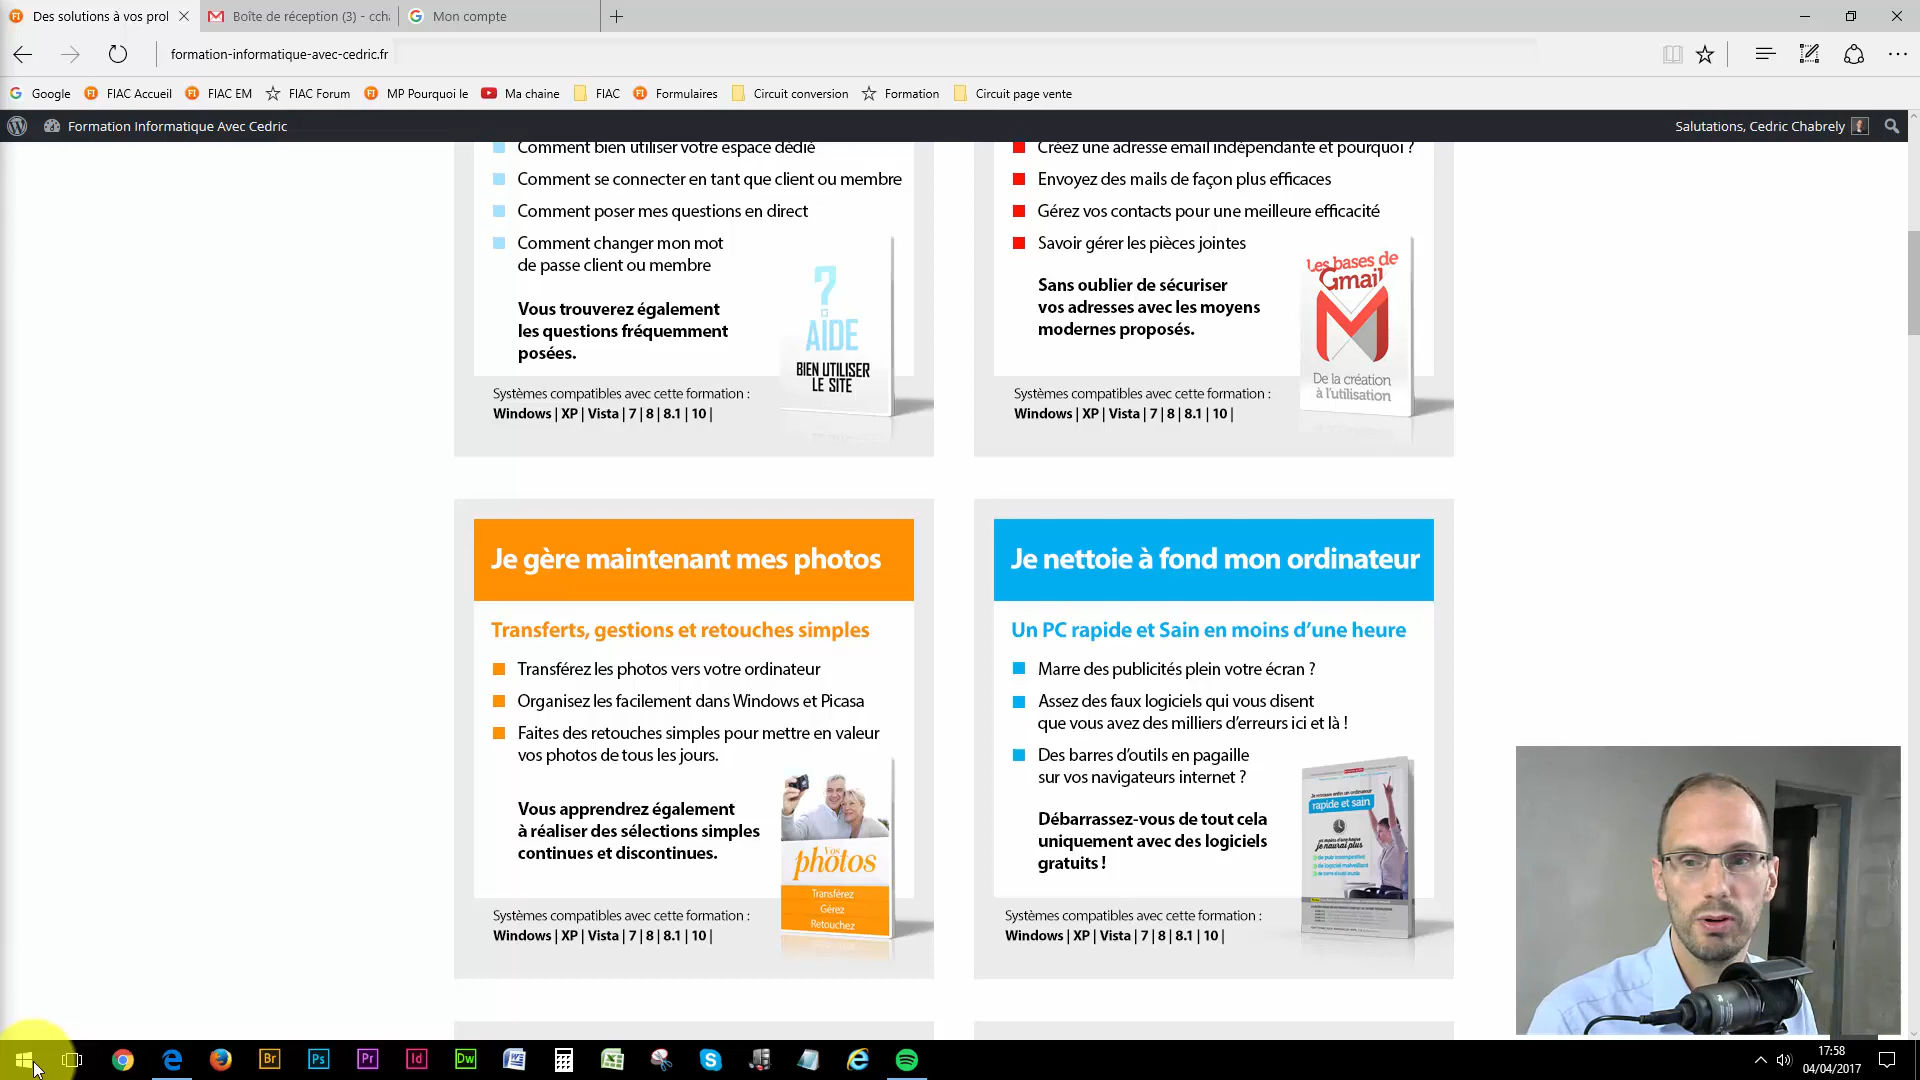 Des solutions à vos prol
Boîte de réception (3) - ccha
Mon compte
formation-informatique-avec-cedric.fr
Google
FIAC Accueil
FIAC EM
FIAC Forum
MP Pourquoi le
Ma chaine
FIAC
Formulaires
Circuit conversion
Formation
Circuit page vente
Formation Informatique Avec Cedric
Salutations, Cedric Chabrely
Comment bien utiliser votre espace dédié
Comment se connecter en tant que client ou membre
Comment poser mes questions en direct
Comment changer mon mot
de passe client ou membre
Vous trouverez également
les questions fréquemment
posées.
?
AIDE
BIEN UTILISER
LE SITE
Systèmes compatibles avec cette formation :
Windows | XP | Vista | 7 | 8 | 8.1 | 10 |
Créez une adresse email indépendante et pourquoi ?
Envoyez des mails de façon plus efficaces
Gérez vos contacts pour une meilleure efficacité
Savoir gérer les pièces jointes
Sans oublier de sécuriser
vos adresses avec les moyens
modernes proposés.
Les bases de
Gmail
De la création
à l'utilisation
Systèmes compatibles avec cette formation :
Windows | XP | Vista | 7 | 8 | 8.1 | 10 |
Je gère maintenant mes photos
Transferts, gestions et retouches simples
Transférez les photos vers votre ordinateur
Organisez les facilement dans Windows et Picasa
Faites des retouches simples pour mettre en valeur
vos photos de tous les jours.
Vous apprendrez également
à réaliser des sélections simples
continues et discontinues.
Vos
photos
Transférez
Gérez
Retouchez
Systèmes compatibles avec cette formation :
Windows | XP | Vista | 7 | 8 | 8.1 | 10 |
Je nettoie à fond mon ordinateur
Un PC rapide et Sain en moins d'une heure
Marre des publicités plein votre écran ?
Assez des faux logiciels qui vous disent
que vous avez des milliers d'erreurs ici et là !
Des barres d'outils en pagaille
sur vos navigateurs internet ?
Débarrassez-vous de tout cela
uniquement avec des logiciels
gratuits !
rapide et sain
je n'aurai plus
Systèmes compatibles avec cette formation :
Windows | XP | Vista | 7 | 8 | 8.1 | 10 |
Br
Ps
Pr
Id
Dw
17:58
04/04/2017